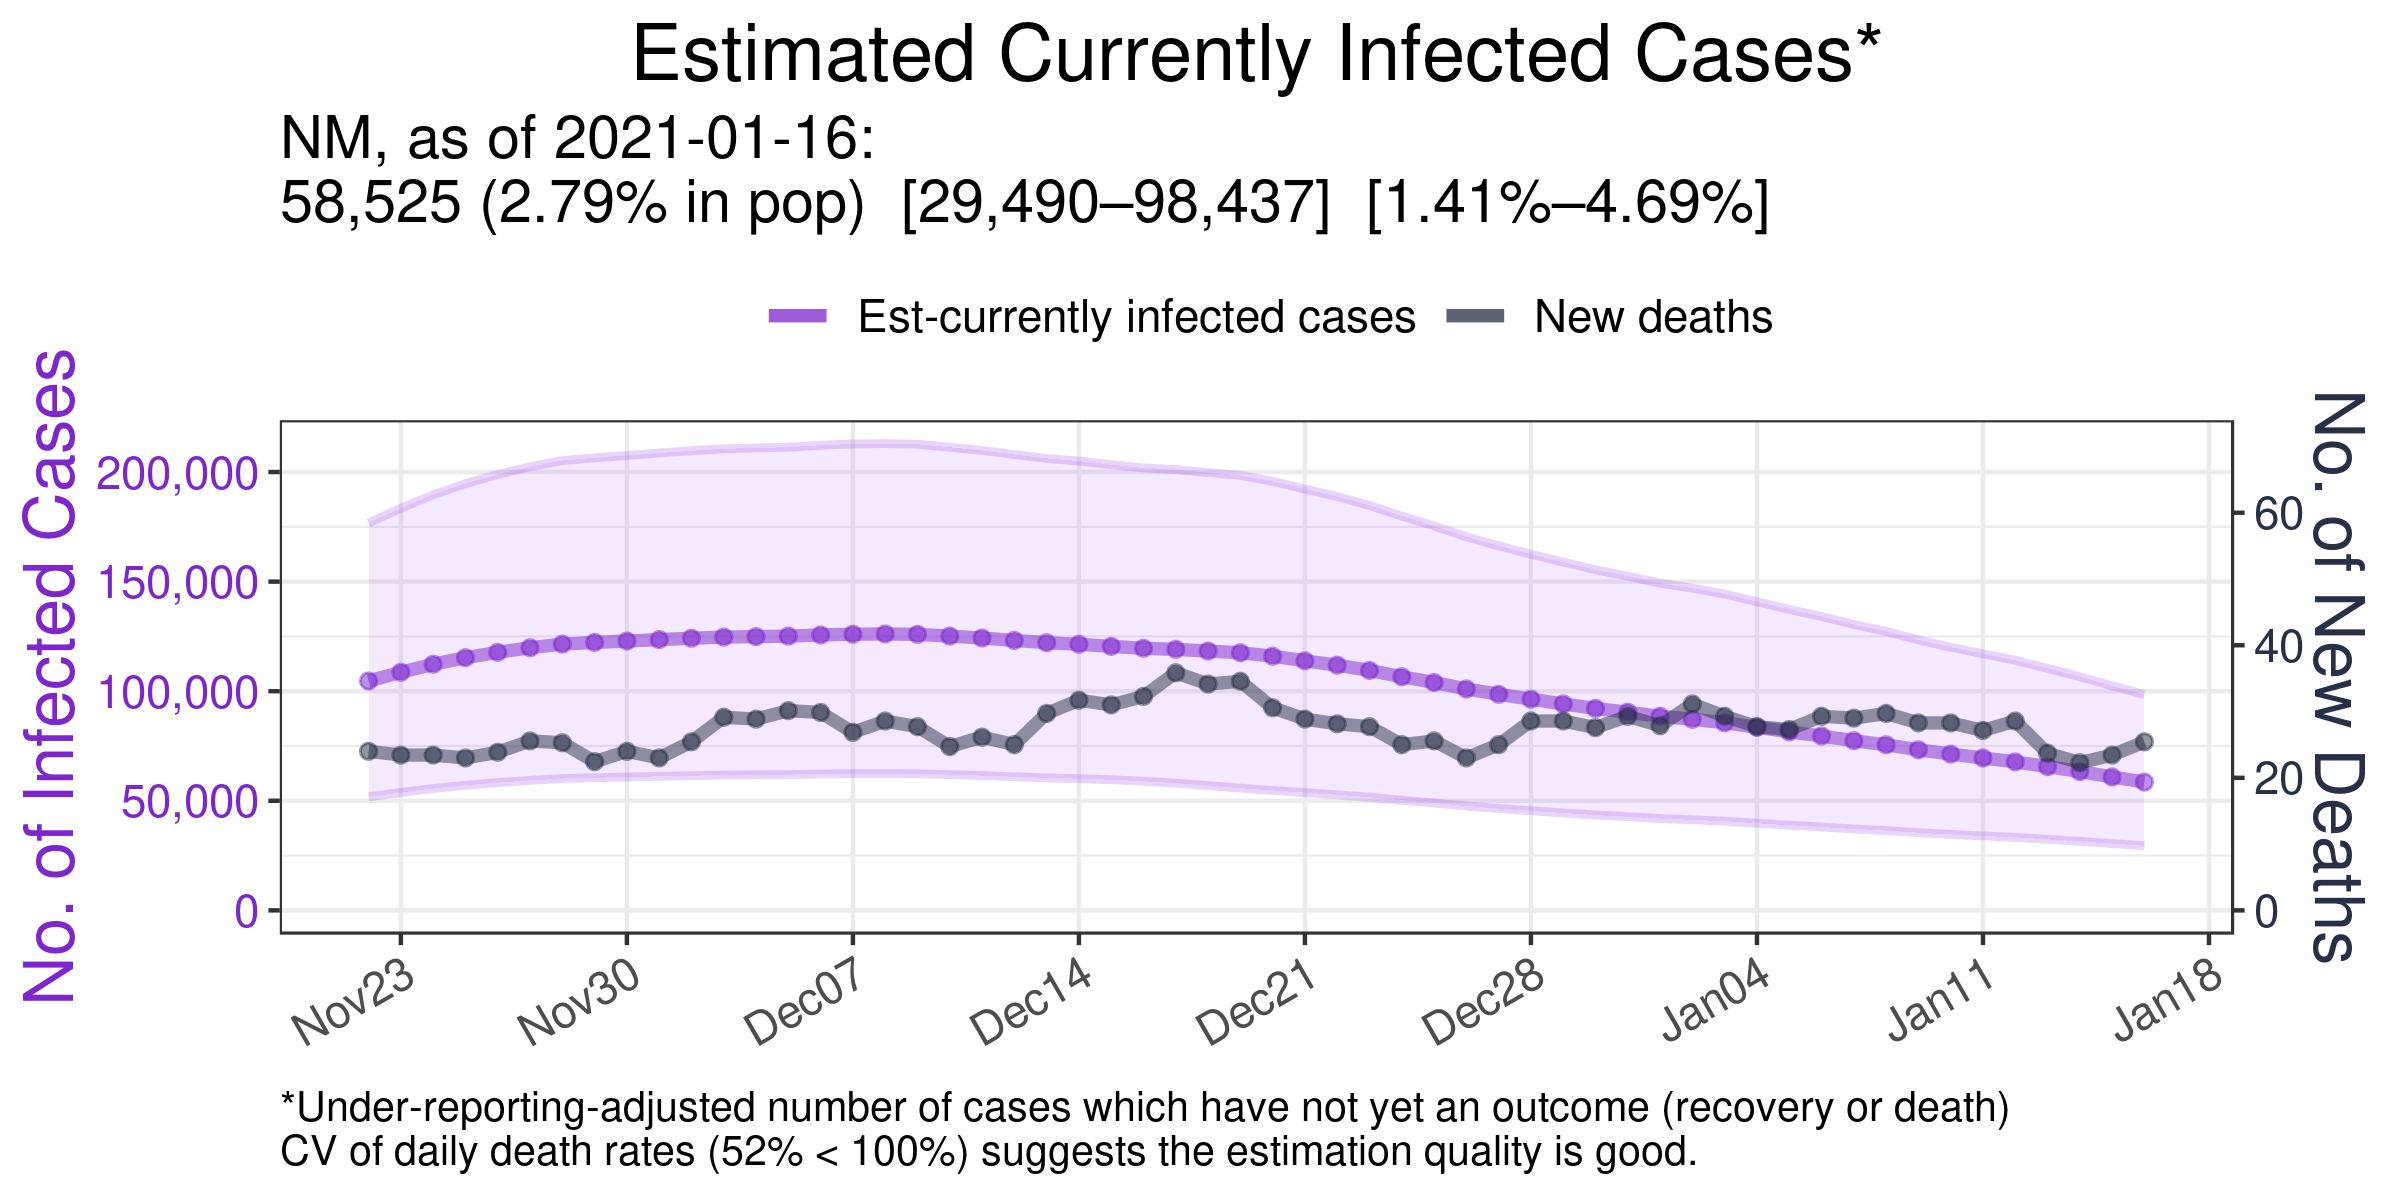 Estimated Currently Infected Cases*
NM, as of 2021-01-16:
58,525 (2.79% in pop)  [29,490–98,437]  [1.41%–4.69%]
Est-currently infected cases
New deaths
No. of Infected Cases
200,000
150,000
100,000
50,000
0
60
40
20
0
No. of New Deaths
Nov23
Nov30
Dec07
Dec14
Dec21
Dec28
Jan04
Jan11
Jan18
*Under-reporting-adjusted number of cases which have not yet an outcome (recovery or death)
CV of daily death rates (52% < 100%) suggests the estimation quality is good.